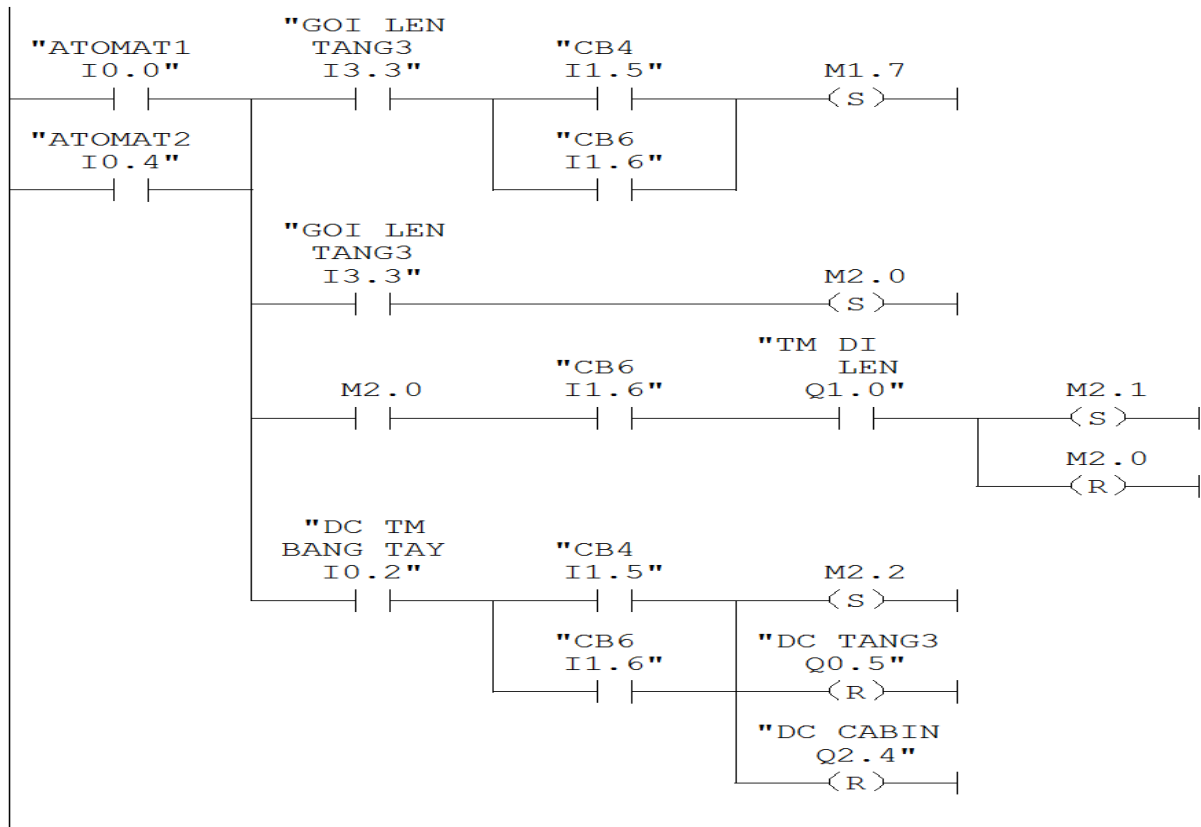 "GOI LEN
"ATOMAT1 TANG3 "CB4
I0.0" I3.3" I1.5" M1.7
( S )
"ATOMAT2 "CB6
I0.4" I1.6"
"GOI LEN
TANG3
I3.3" M2.0
( S )
"TM DI
"CB6 LEN
M2.0 I1.6" Q1.0" M2.1
( S )
M2.0
( R )
"DC TM
BANG TAY "CB4
I0.2" I1.5" M2.2
( S )
"CB6 "DC TANG3
I1.6" Q0.5"
( R )
"DC CABIN
Q2.4"
( R )